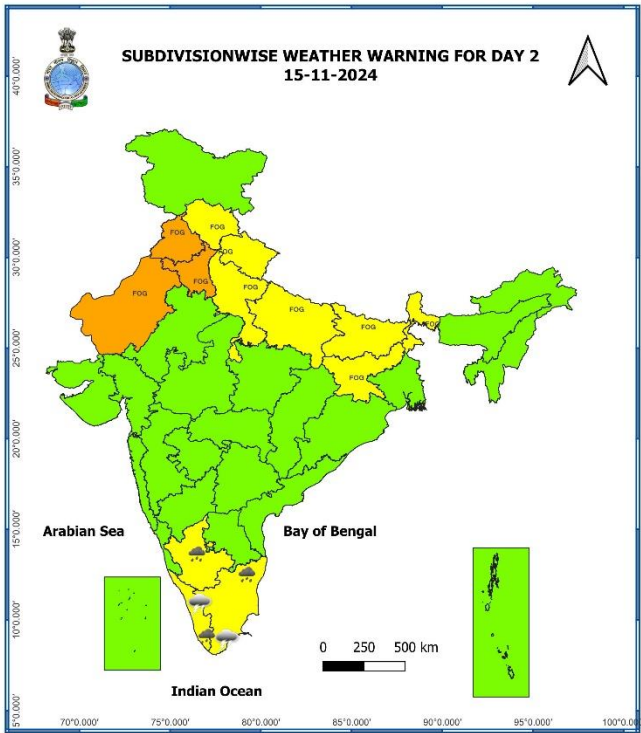 SUBDIVISIONWISE WEATHER WARNING FOR DAY 2
15-11-2024
40°0.000'
35°0.000'
30°0.000'
25°0.000'
20°0.000'
15°0.000'
10°0.000'
5°0.000'
FOG
FOG
FOG
FOG
FOG
FOG
FOG
FOG
FOG
Arabian Sea
Bay of Bengal
0 250 500 km
Indian Ocean
70°0.000' 75°0.000' 80°0.000' 85°0.000' 90°0.000' 95°0.000' 100°0.000'